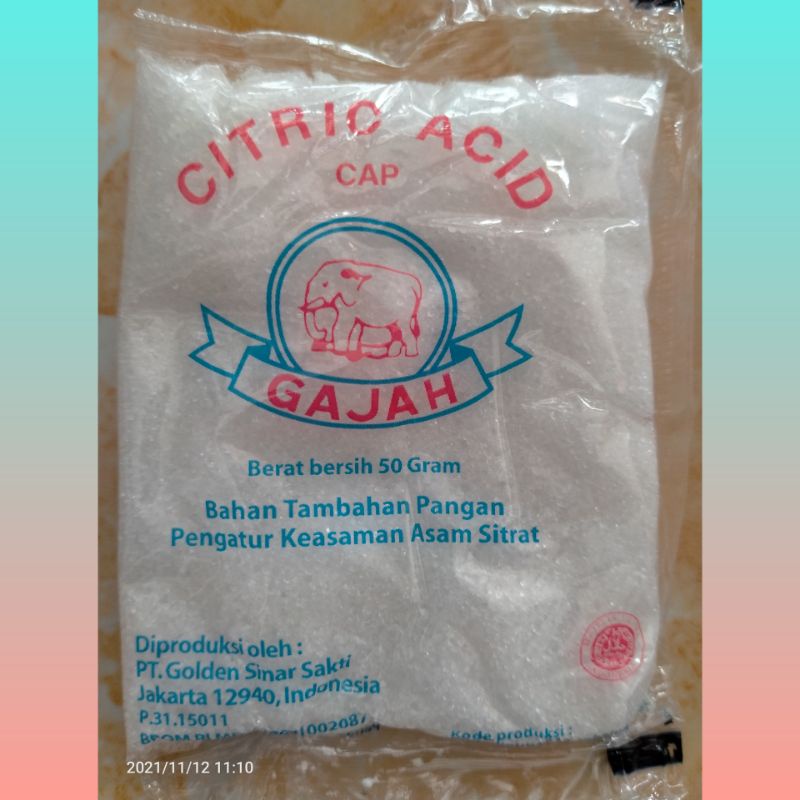 CITRIC ACID
CAP
GAJAH
Berat bersih 50 Gram
Bahan Tambahan Pangan
Pengatur Keasaman Asam Sitrat
Diproduksi oleh :
PT. Golden Sinar Sakti
Jakarta 12940, Indonesia
P.31.15011
Kode produksi :
2021/11/12 11:10